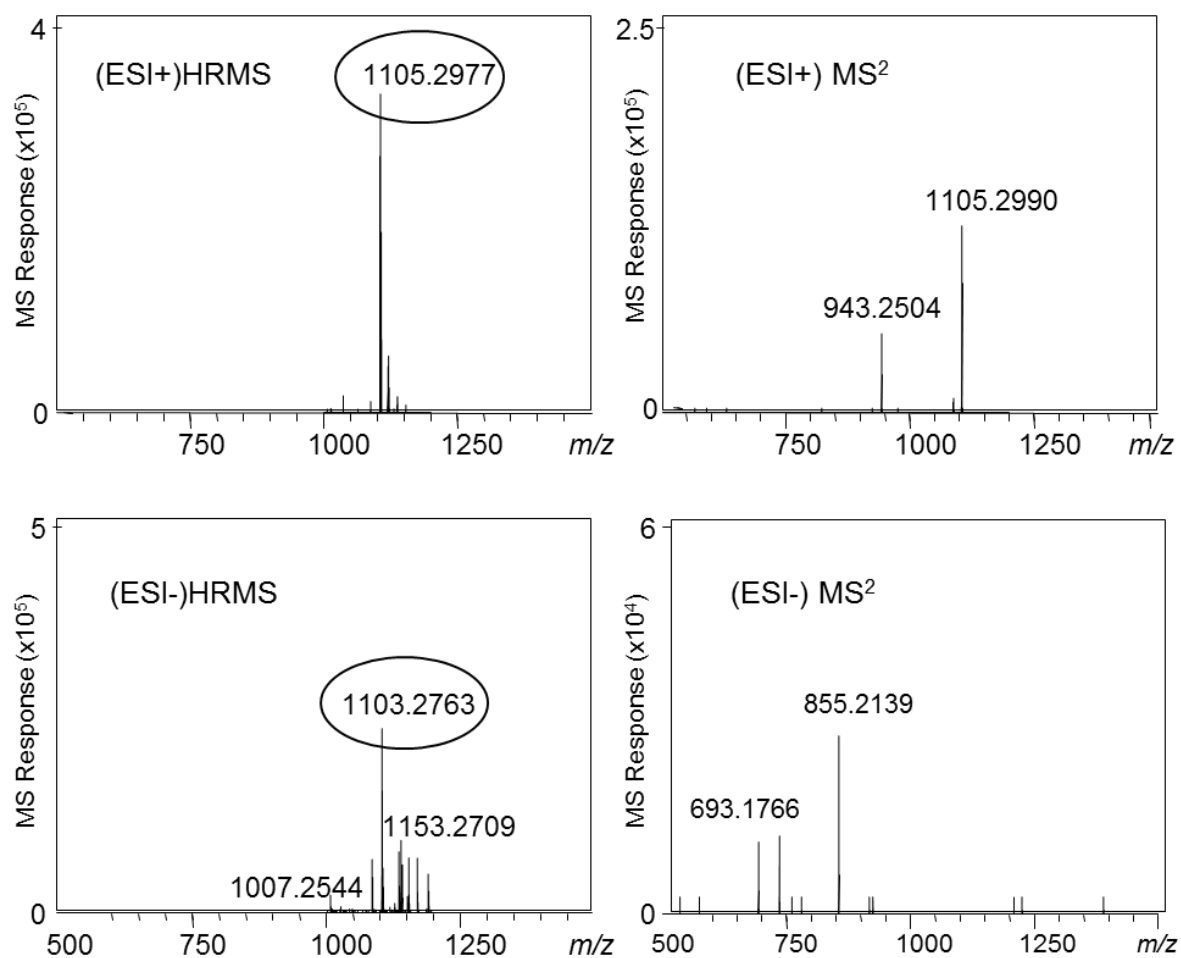 4
(ESI+)HRMS
1105.2977
MS Response (x10⁵)
0
750
1000
1250
m/z
2.5
(ESI+) MS²
1105.2990
943.2504
MS Response (x10⁵)
0
750
1000
1250
m/z
5
(ESI-)HRMS
1103.2763
1153.2709
1007.2544
MS Response (x10⁵)
0
500
750
1000
1250
m/z
6
(ESI-) MS²
855.2139
693.1766
MS Response (x10⁴)
0
500
750
1000
1250
m/z